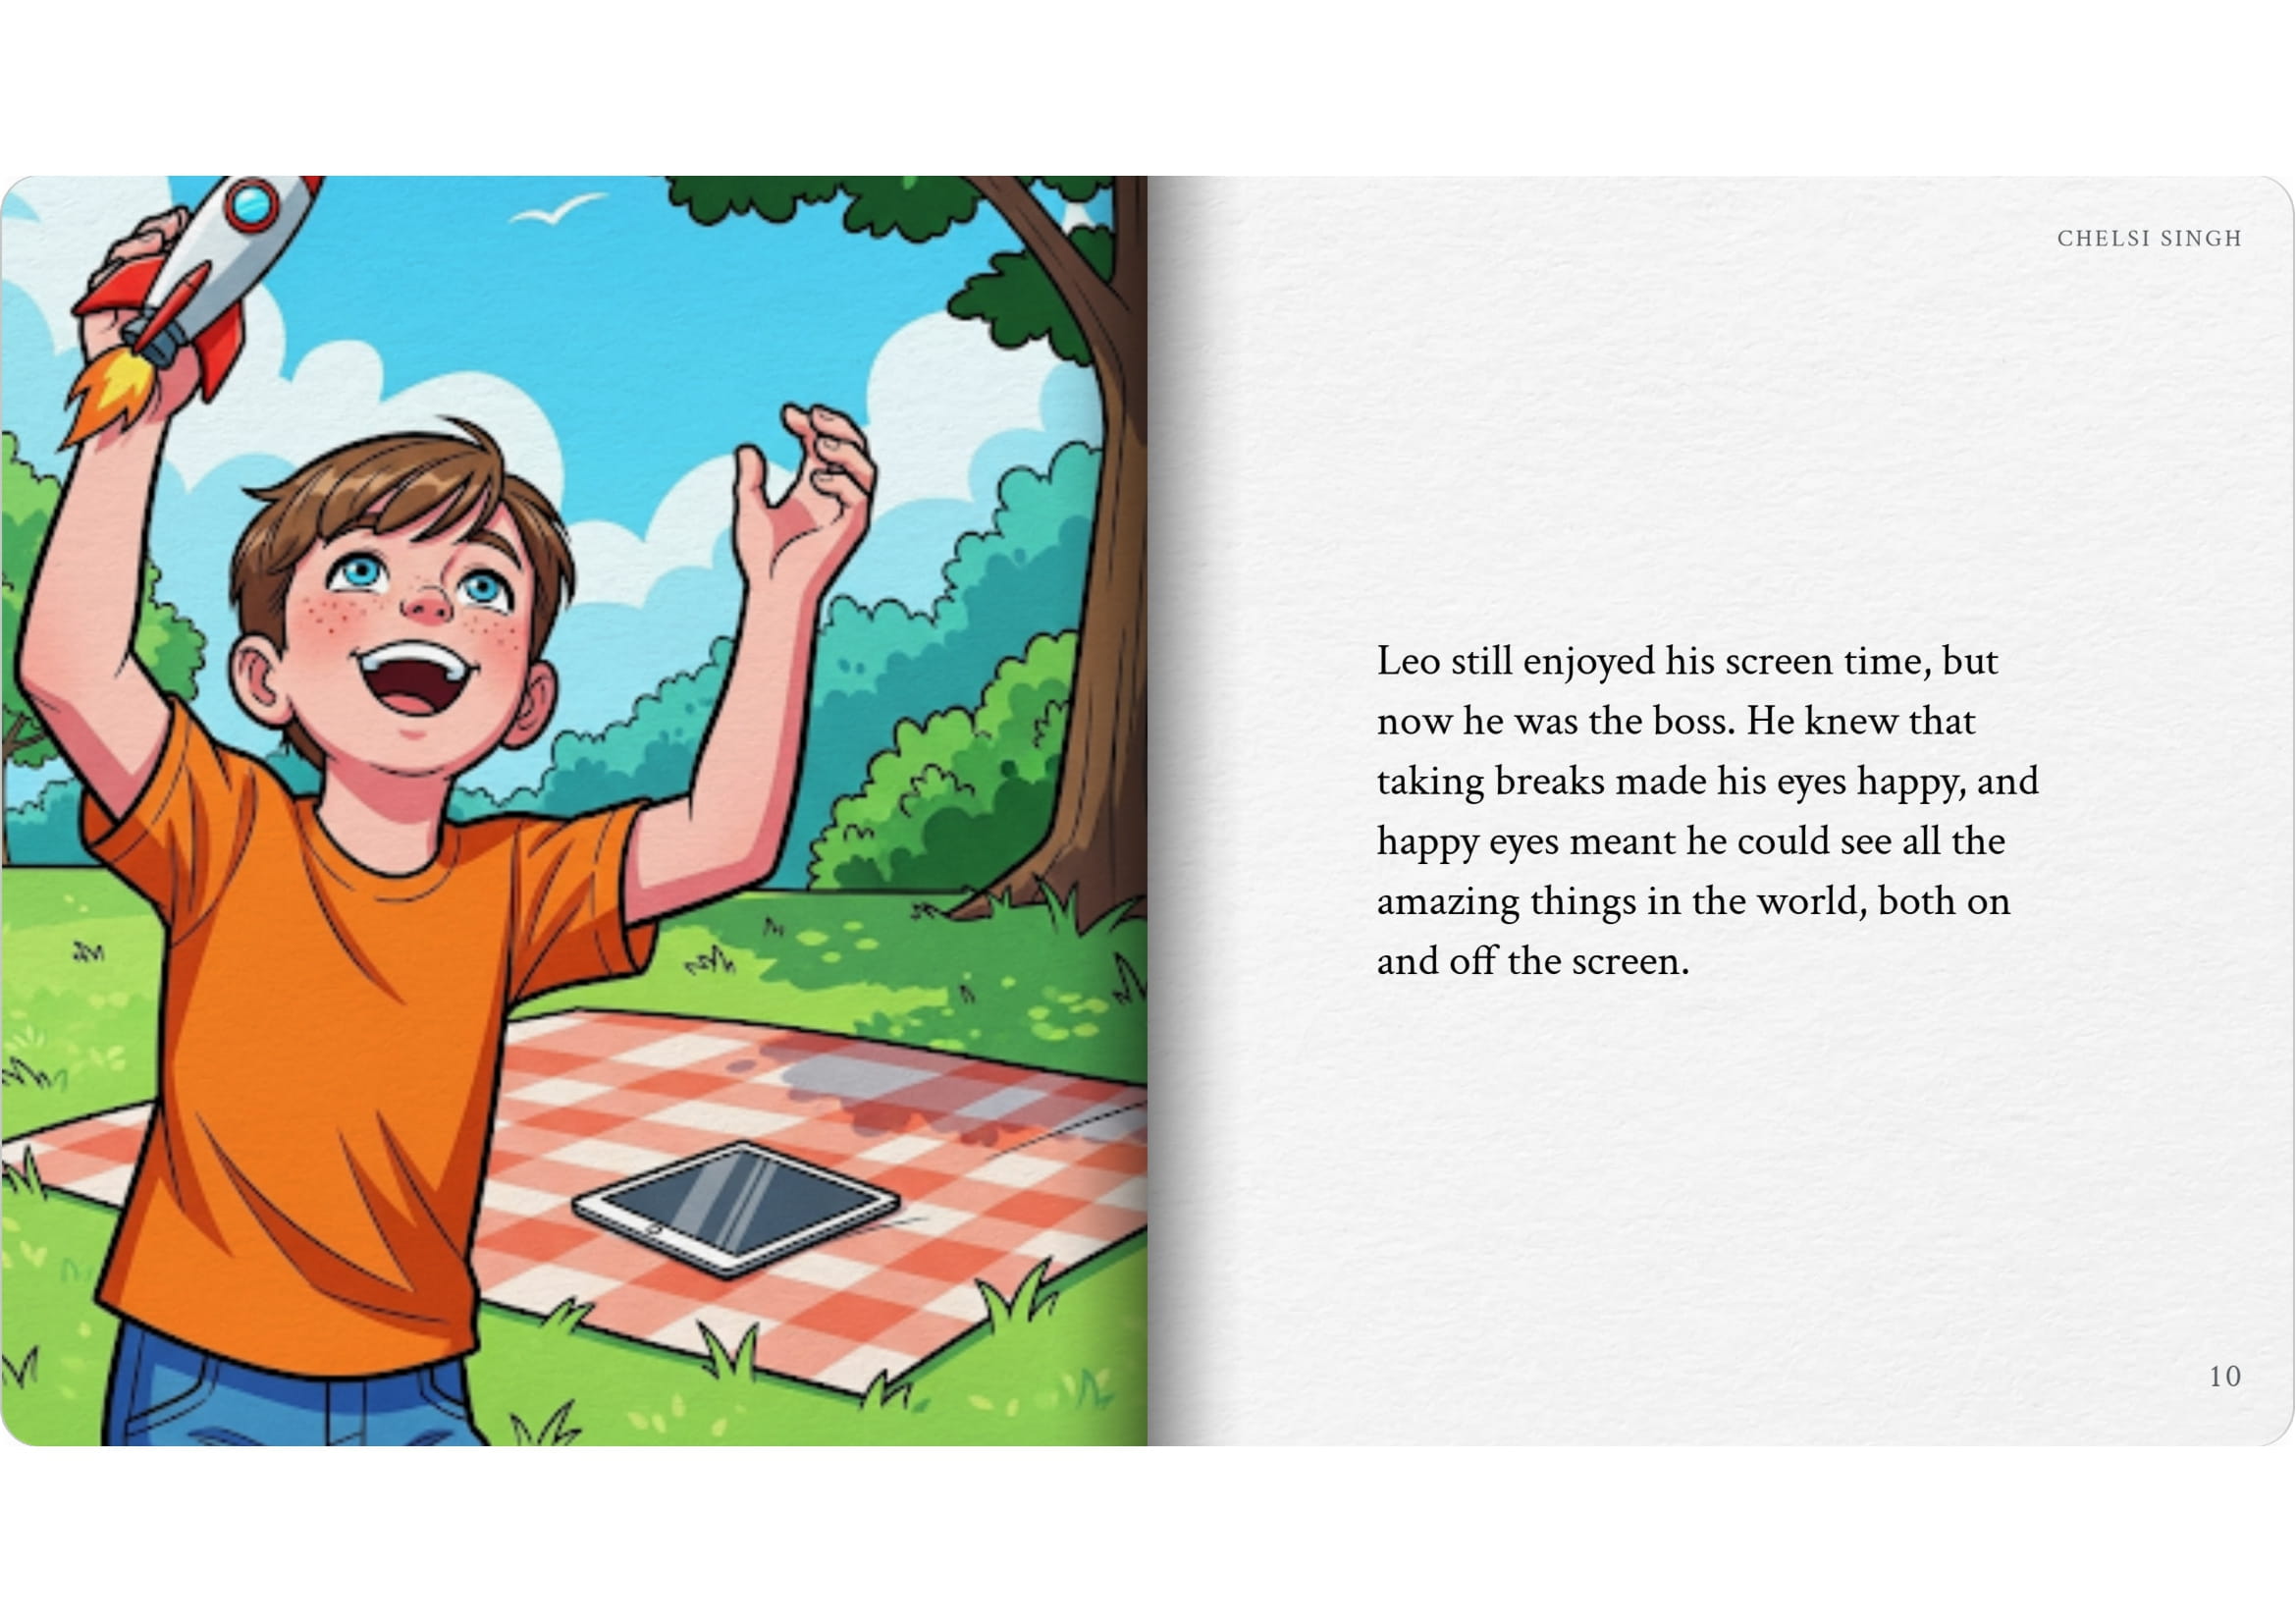 CHELSI SINGH
Leo still enjoyed his screen time, but
now he was the boss. He knew that
taking breaks made his eyes happy, and
happy eyes meant he could see all the
amazing things in the world, both on
and off the screen.
10